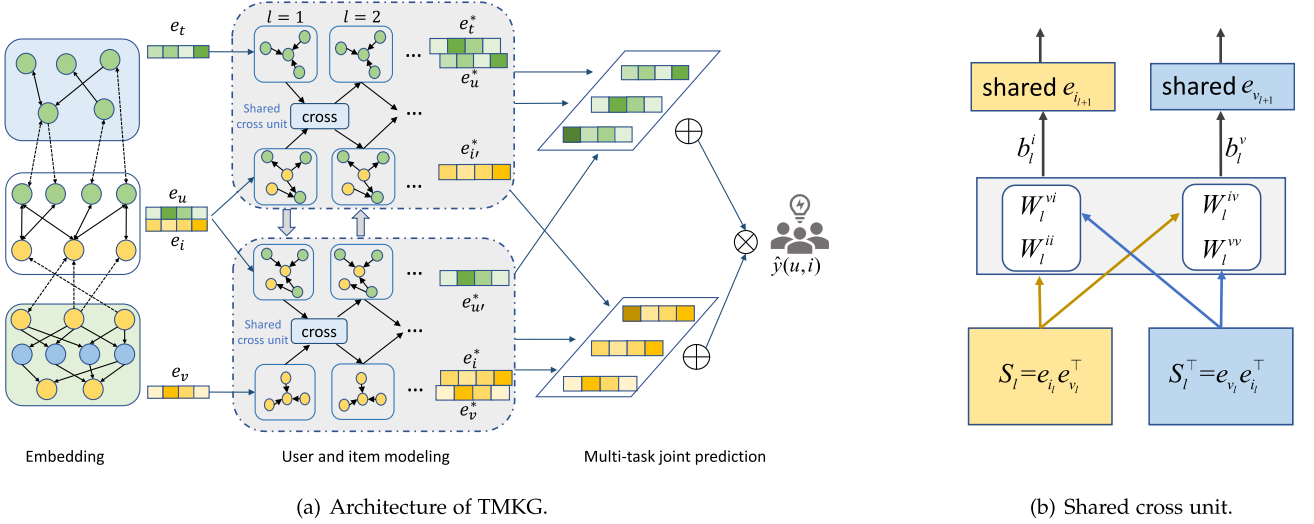 e_t
l = 1
l = 2
...
e_t^*
e_u^*
Shared
cross unit
cross
...
e_u
e_i
...
e_{i′}^*
...
e_{u′}^*
Shared
cross unit
cross
...
e_v
...
e_i^*
e_v^*
ŷ(u, i)
Embedding
User and item modeling
Multi-task joint prediction
(a) Architecture of TMKG.
shared e_{i_{l+1}}
shared e_{v_{l+1}}
b_l^i
b_l^v
W_l^{vi}
W_l^{ii}
W_l^{iv}
W_l^{vv}
S_l=e_{i_l}e_{v_l}^⊤
S_l^⊤=e_{v_l}e_{i_l}^⊤
(b) Shared cross unit.